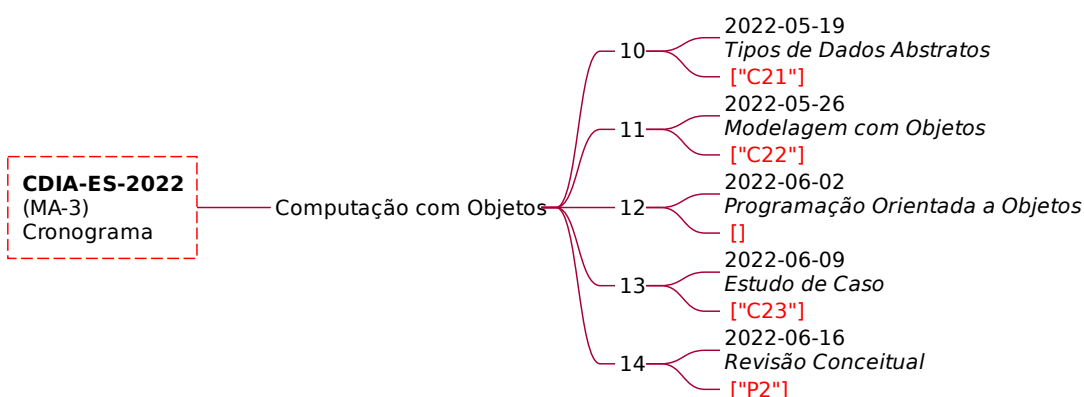 CDIA-ES-2022
(MA-3)
Cronograma
Computação com Objetos
10
2022-05-19
Tipos de Dados Abstratos
["C21"]
11
2022-05-26
Modelagem com Objetos
["C22"]
12
2022-06-02
Programação Orientada a Objetos
[]
13
2022-06-09
Estudo de Caso
["C23"]
14
2022-06-16
Revisão Conceitual
["P2"]